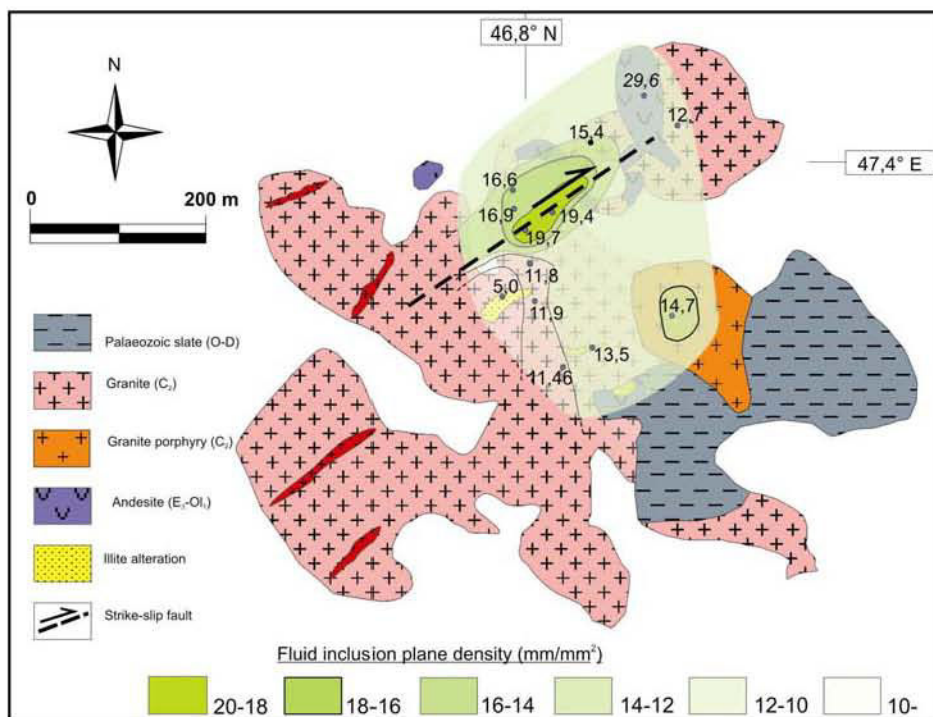 46,8° N
N
29,6
12,7
15,4
47,4° E
16,6
16,9
19,4
19,7
0 200 m
11,8
5,0
11,9
14,7
13,5
11,46
Palaeozoic slate (O-D)
Granite (C₂)
Granite porphyry (C₂)
Andesite (E₃-Ol₁)
Illite alteration
Strike-slip fault
Fluid inclusion plane density (mm/mm²)
20-18 18-16 16-14 14-12 12-10 10-